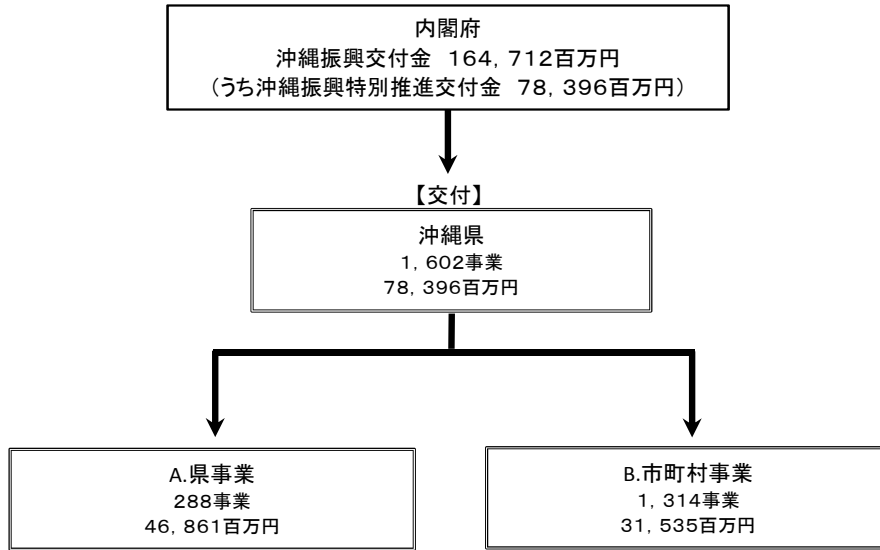 内閣府
沖縄振興交付金 164,712百万円
(うち沖縄振興特別推進交付金 78,396百万円)
【交付】
沖縄県
1,602事業
78,396百万円
A.県事業
288事業
46,861百万円
B.市町村事業
1,314事業
31,535百万円